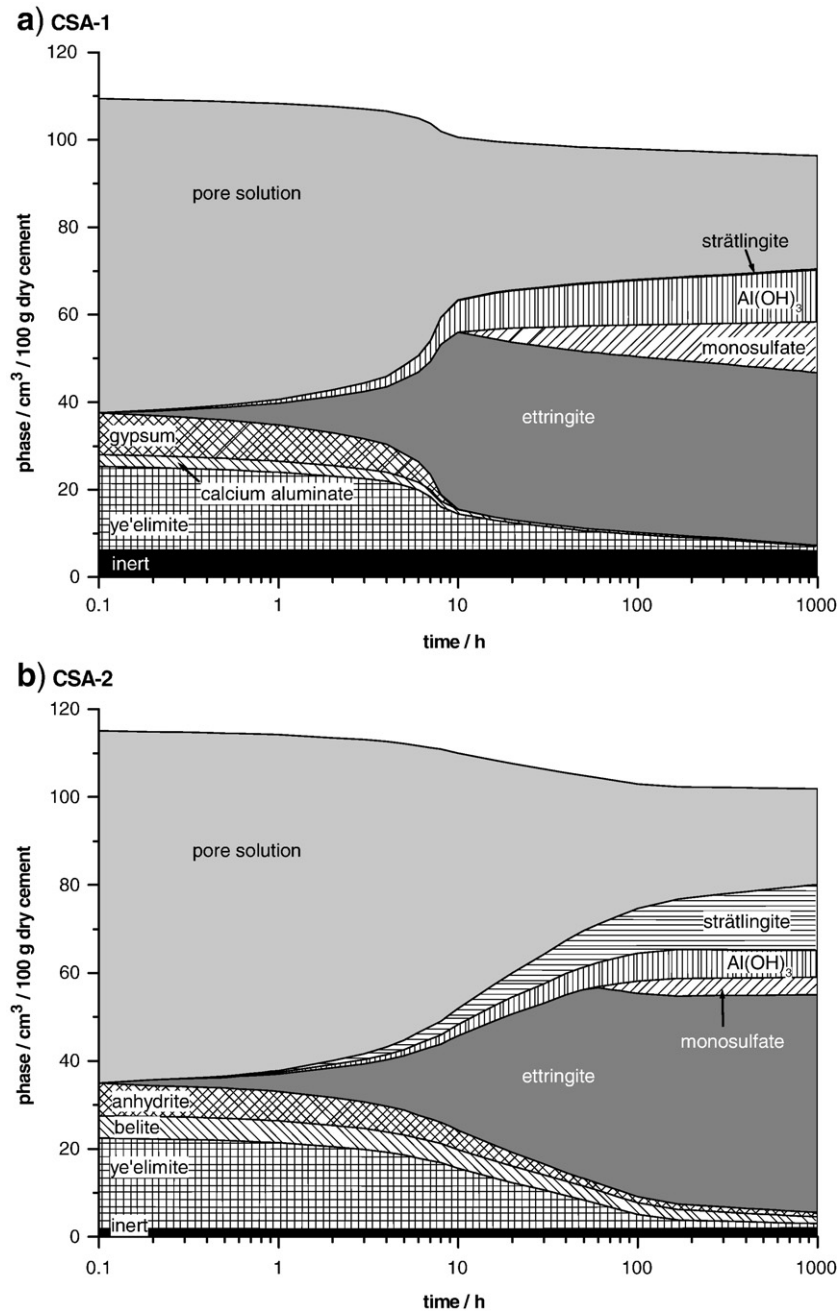 a) CSA-1
120
100
80
60
40
20
0
phase / cm³ / 100 g dry cement
pore solution
strätlingite
Al(OH)₃
monosulfate
ettringite
gypsum
calcium aluminate
ye'elimite
inert
0.1 1 10 100 1000
time / h
b) CSA-2
120
100
80
60
40
20
0
phase / cm³ / 100 g dry cement
pore solution
strätlingite
Al(OH)₃
monosulfate
ettringite
anhydrite
belite
ye'elimite
inert
0.1 1 10 100 1000
time / h